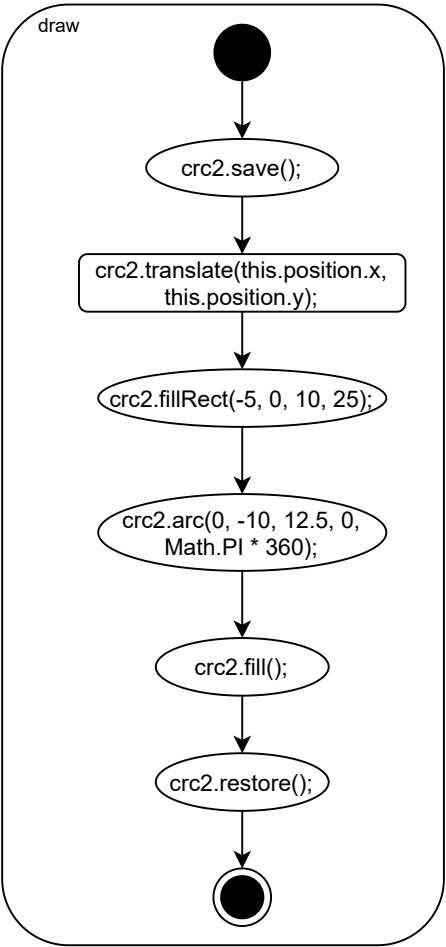 draw
crc2.save();
crc2.translate(this.position.x,
this.position.y);
crc2.fillRect(-5, 0, 10, 25);
crc2.arc(0, -10, 12.5, 0,
Math.PI * 360);
crc2.fill();
crc2.restore();